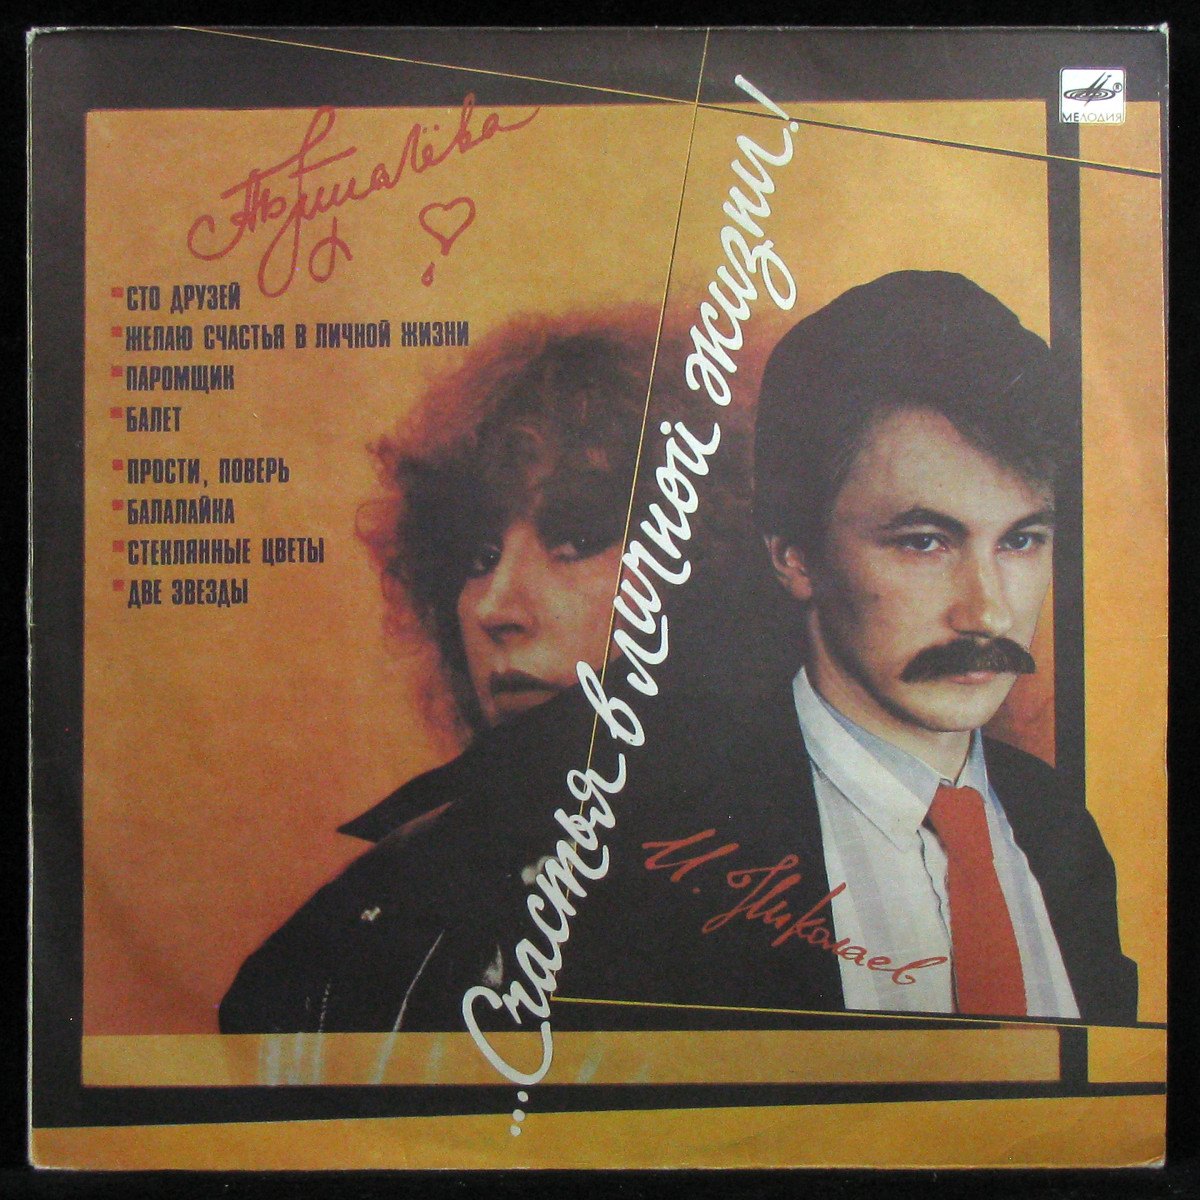 МЕЛОДИЯ
А Пугачёва
СТО ДРУЗЕЙ
ЖЕЛАЮ СЧАСТЬЯ В ЛИЧНОЙ ЖИЗНИ
ПАРОМЩИК
БАЛЕТ
ПРОСТИ, ПОВЕРЬ
БАЛАЛАЙКА
СТЕКЛЯННЫЕ ЦВЕТЫ
ДВЕ ЗВЕЗДЫ
...Счастья в личной жизни!
И. Николаев